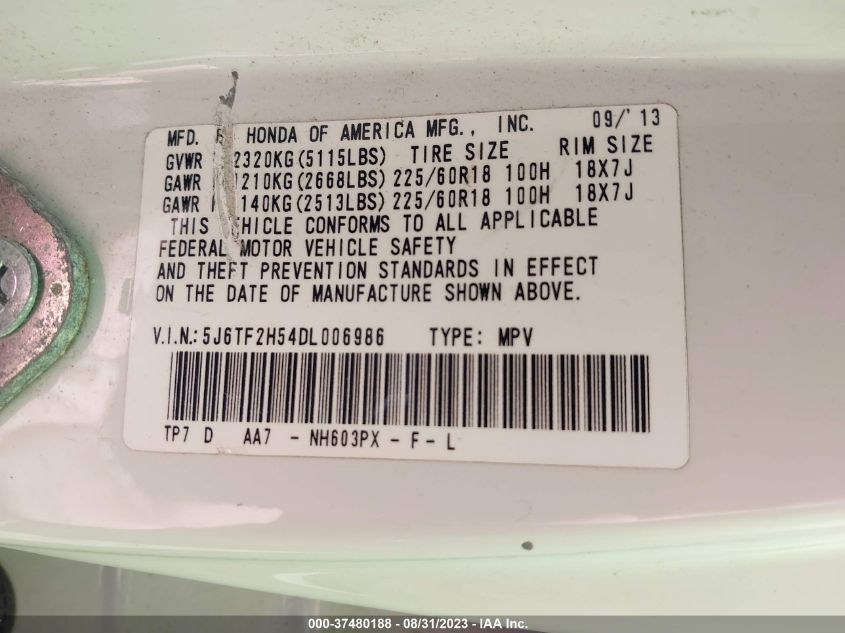 MFD. B HONDA OF AMERICA MFG., INC. 09/'13
GVWR 2320KG(5115LBS) TIRE SIZE RIM SIZE
GAWR 1210KG(2668LBS) 225/60R18 100H 18X7J
GAWR 140KG(2513LBS) 225/60R18 100H 18X7J
THIS VEHICLE CONFORMS TO ALL APPLICABLE
FEDERAL MOTOR VEHICLE SAFETY
AND THEFT PREVENTION STANDARDS IN EFFECT
ON THE DATE OF MANUFACTURE SHOWN ABOVE.
V.I.N.: 5J6TF2H54DL006986 TYPE: MPV
TP7 D AA7 - NH603PX - F - L
000-37480188 - 08/31/2023 - IAA Inc.